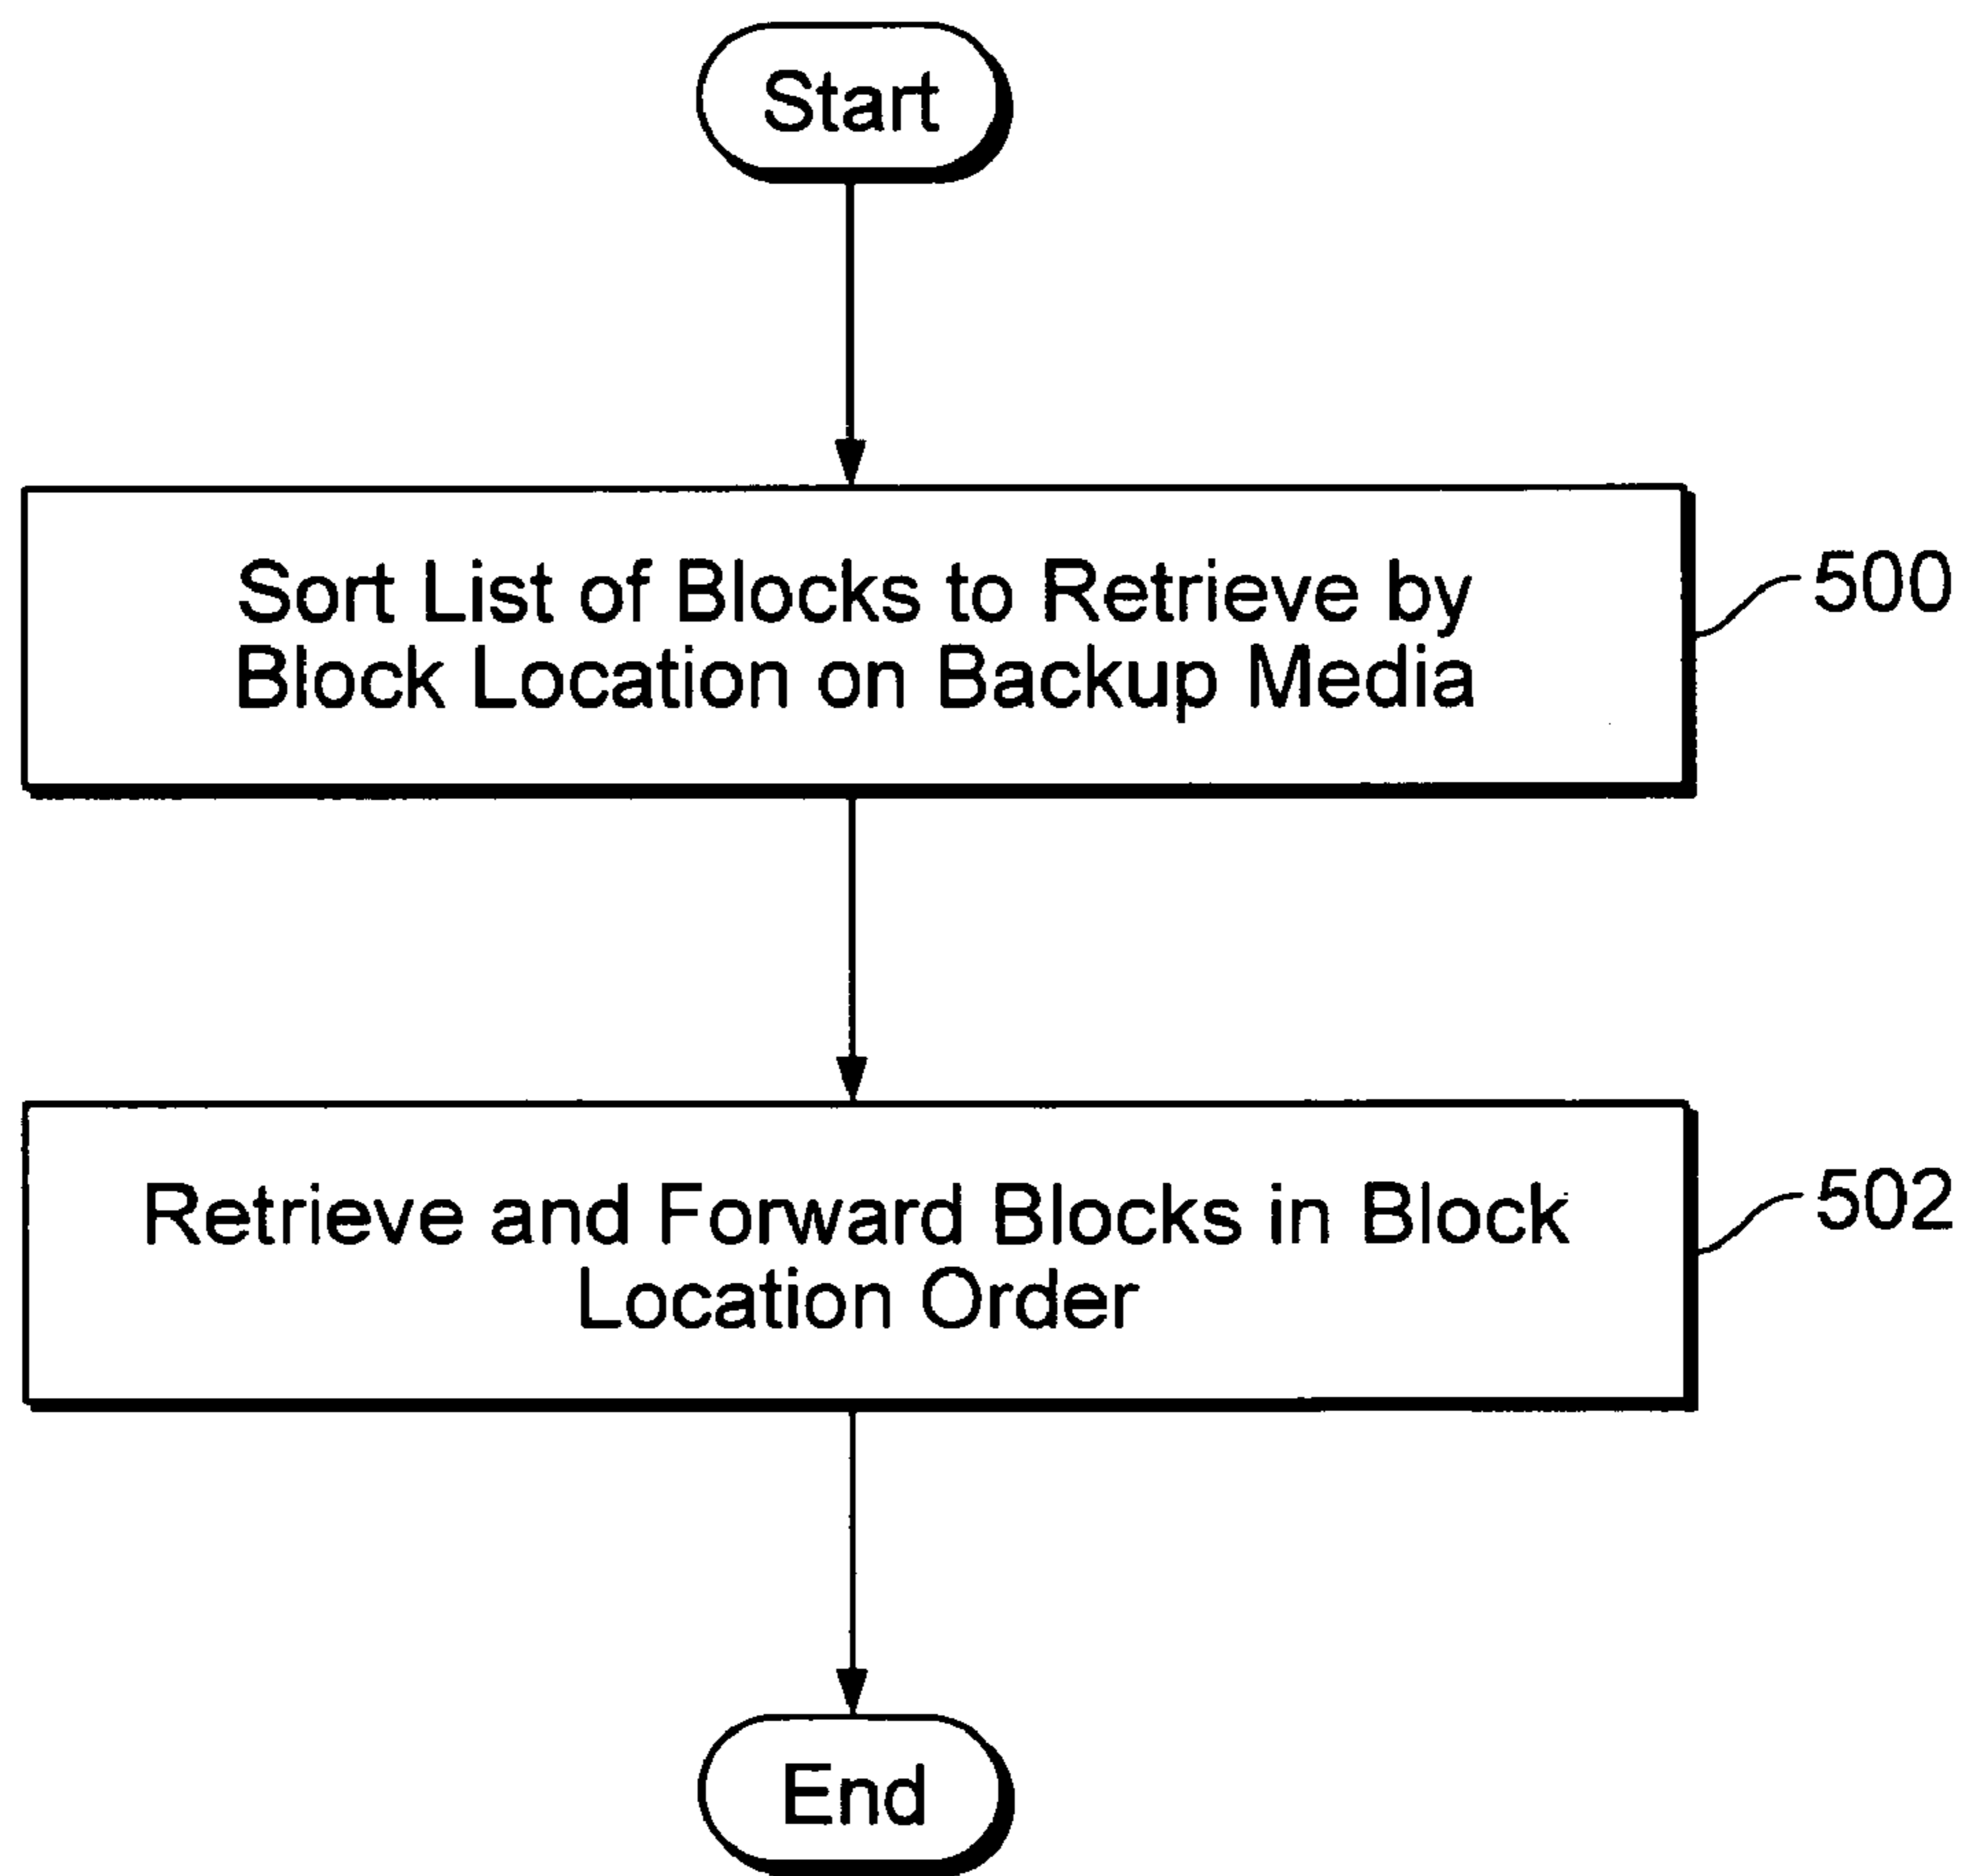 Start
Sort List of Blocks to Retrieve by
Block Location on Backup Media
500
Retrieve and Forward Blocks in Block
Location Order
502
End